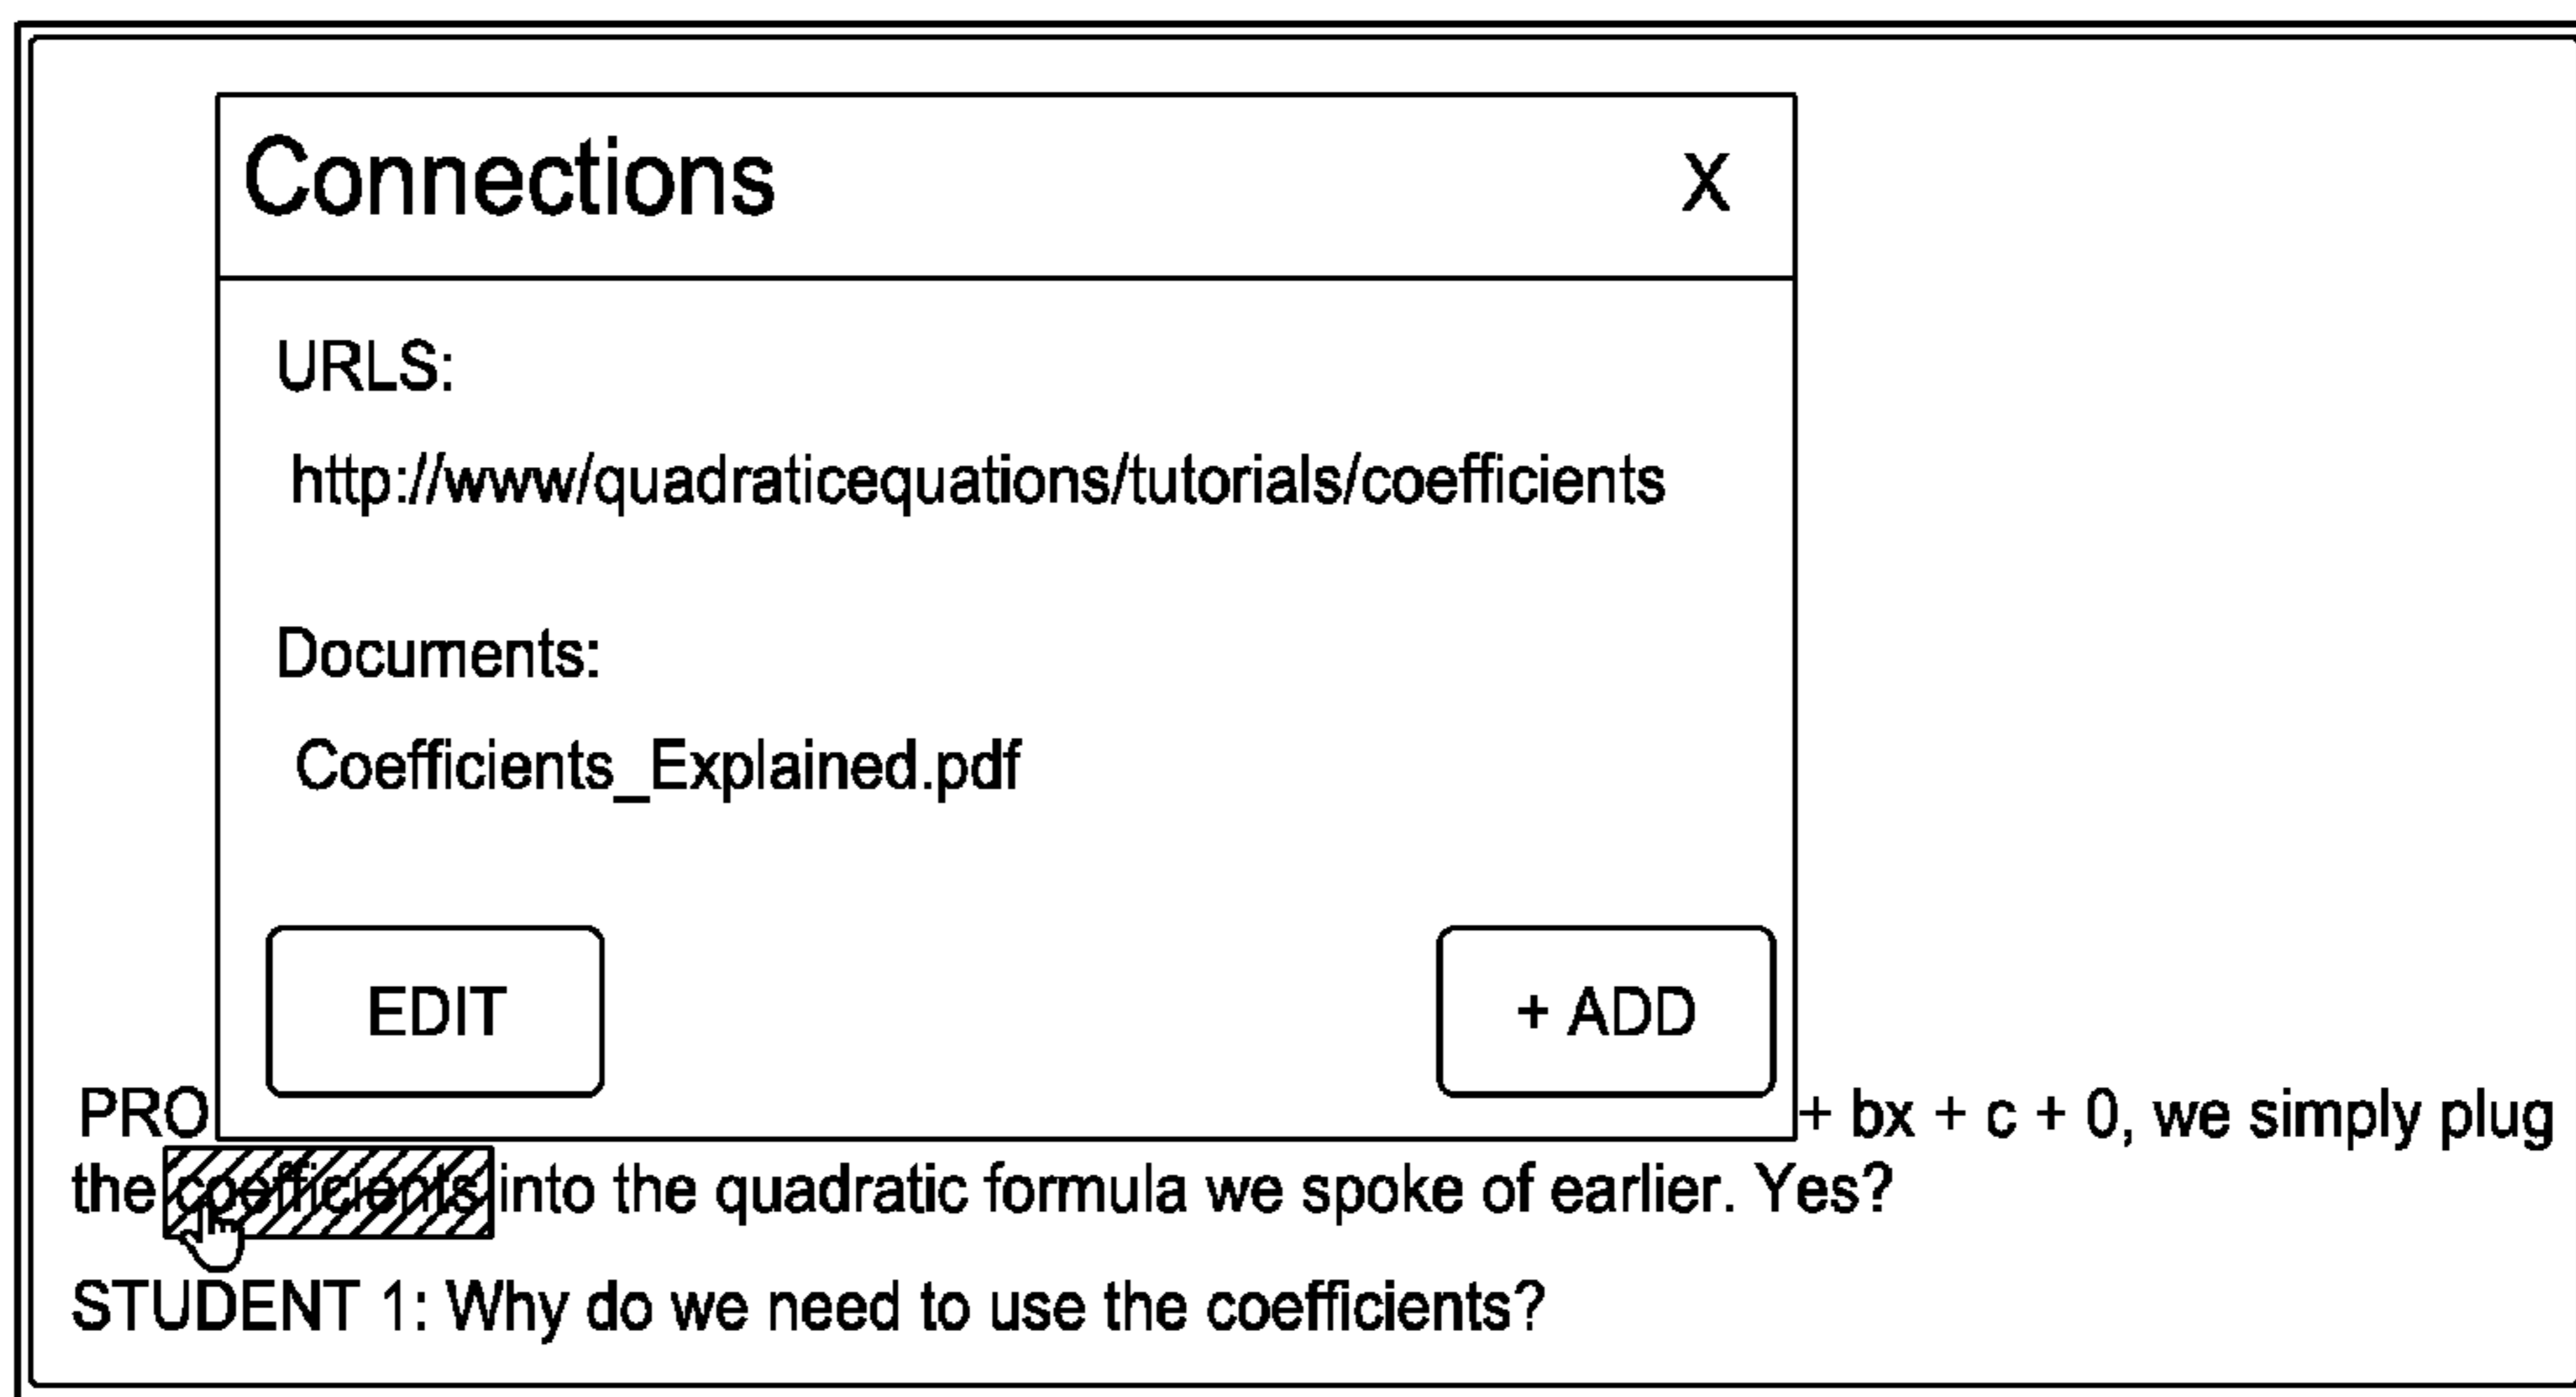 Connections X
URLS:
http://www/quadraticequations/tutorials/coefficients
Documents:
Coefficients_Explained.pdf
EDIT + ADD
PRO + bx + c + 0, we simply plug
the coefficients into the quadratic formula we spoke of earlier. Yes?
STUDENT 1: Why do we need to use the coefficients?